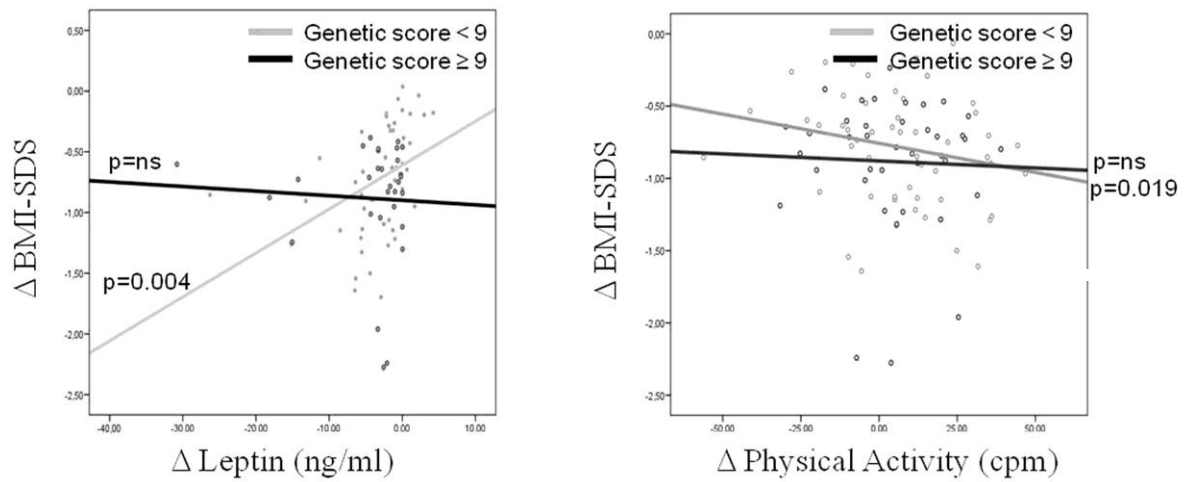 Genetic score < 9
Genetic score ≥ 9
0,50
0,00
-0,50
-1,00
-1,50
-2,00
-2,50
Δ BMI-SDS
p=ns
p=0.004
-40,00 -30.00 -20.00 -10.00 0.00 10.00
Δ Leptin (ng/ml)
Genetic score < 9
Genetic score ≥ 9
0,00
-0,50
-1,00
-1,50
-2,00
-2,50
Δ BMI-SDS
p=ns
p=0.019
-50.00 -25.00 0.00 25.00 50.00
Δ Physical Activity (cpm)